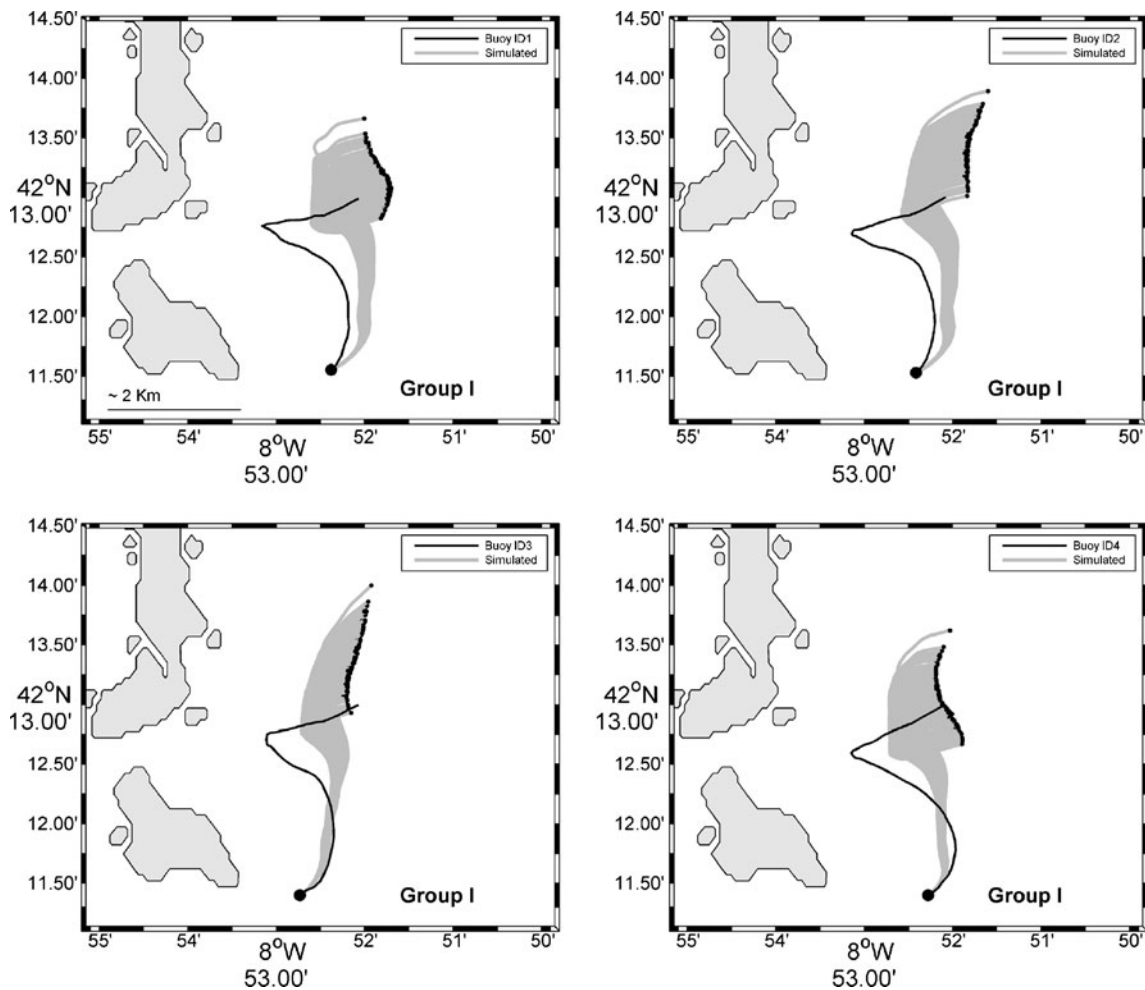 14.50'
14.00'
13.50'
42°N
13.00'
12.50'
12.00'
11.50'
Buoy ID1
Simulated
~ 2 Km
Group I
55'
54'
8°W
53.00'
52'
51'
50'
14.50'
14.00'
13.50'
42°N
13.00'
12.50'
12.00'
11.50'
Buoy ID2
Simulated
Group I
55'
54'
8°W
53.00'
52'
51'
50'
14.50'
14.00'
13.50'
42°N
13.00'
12.50'
12.00'
11.50'
Buoy ID3
Simulated
Group I
55'
54'
8°W
53.00'
52'
51'
50'
14.50'
14.00'
13.50'
42°N
13.00'
12.50'
12.00'
11.50'
Buoy ID4
Simulated
Group I
55'
54'
8°W
53.00'
52'
51'
50'